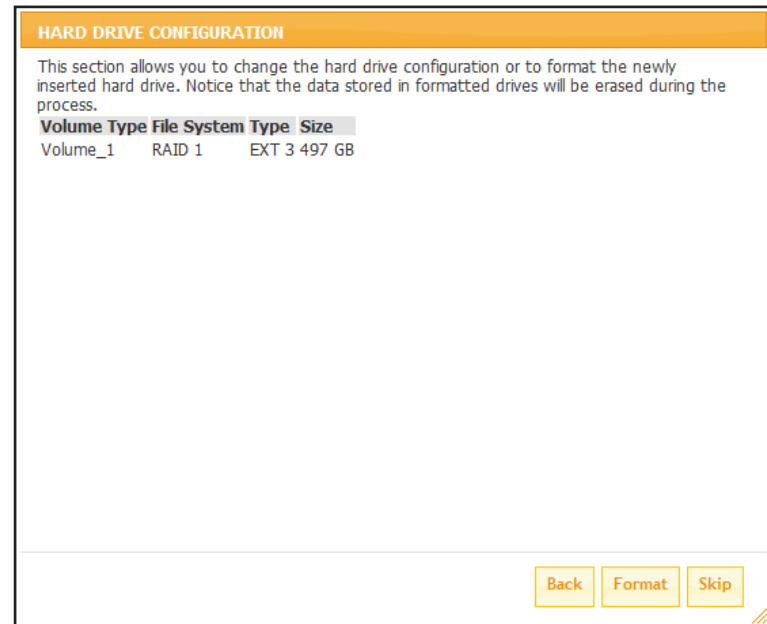 HARD DRIVE CONFIGURATION
This section allows you to change the hard drive configuration or to format the newly
inserted hard drive. Notice that the data stored in formatted drives will be erased during the
process.
Volume Type File System Type Size
Volume_1 RAID 1 EXT 3 497 GB
Back Format Skip